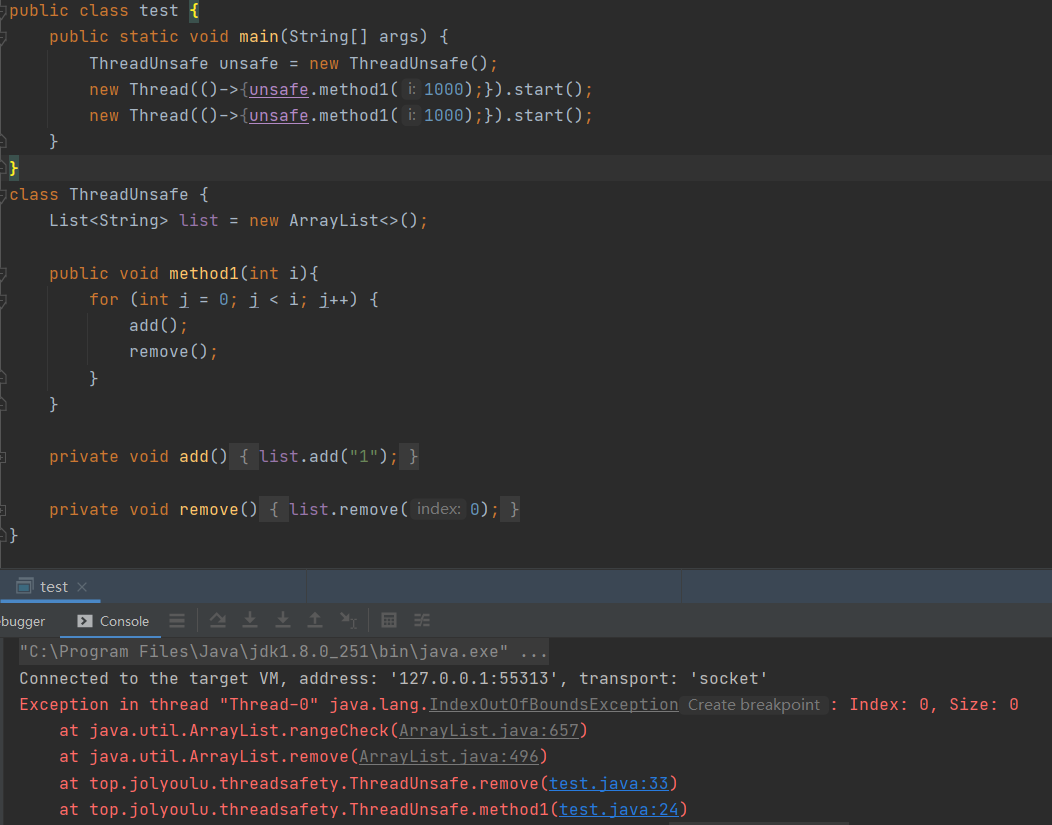 public class test {
public static void main(String[] args) {
ThreadUnsafe unsafe = new ThreadUnsafe();
new Thread(()->{unsafe.method1( i: 1000);}).start();
new Thread(()->{unsafe.method1( i: 1000);}).start();
}
}
class ThreadUnsafe {
List<String> list = new ArrayList<>();
public void method1(int i){
for (int j = 0; j < i; j++) {
add();
remove();
}
}
private void add() { list.add("1"); }
private void remove() { list.remove( index: 0); }
}
test
bugger Console
"C:\Program Files\Java\jdk1.8.0_251\bin\java.exe" ...
Connected to the target VM, address: '127.0.0.1:55313', transport: 'socket'
Exception in thread "Thread-0" java.lang.IndexOutOfBoundsException Create breakpoint : Index: 0, Size: 0
at java.util.ArrayList.rangeCheck(ArrayList.java:657)
at java.util.ArrayList.remove(ArrayList.java:496)
at top.jolyoulu.threadsafety.ThreadUnsafe.remove(test.java:33)
at top.jolyoulu.threadsafety.ThreadUnsafe.method1(test.java:24)